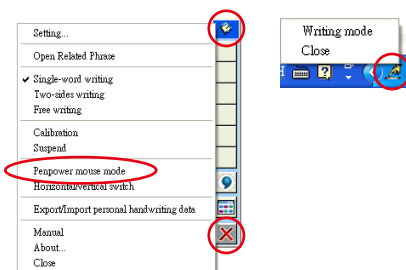 Setting...
Open Related Phrase
Single-word writing
Two-sides writing
Free writing
Calibration
Suspend
Penpower mouse mode
Horizontal/vertical switch
Export/Import personal handwriting data
Manual
About...
Close
Writing mode
Close